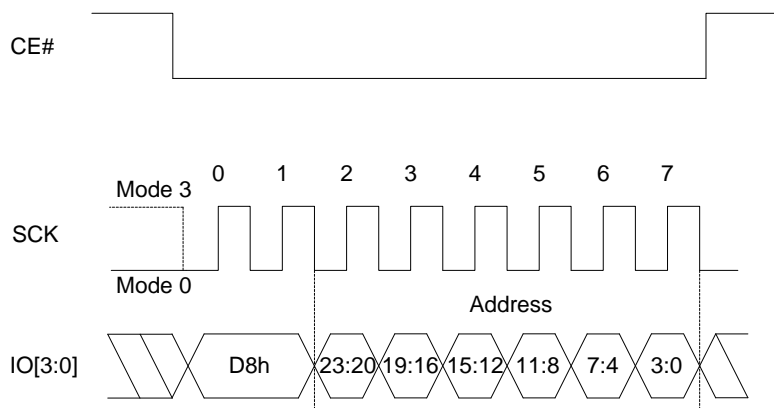 CE#
0 1 2 3 4 5 6 7
Mode 3
SCK
Mode 0
Address
IO[3:0]
D8h 23:20 19:16 15:12 11:8 7:4 3:0